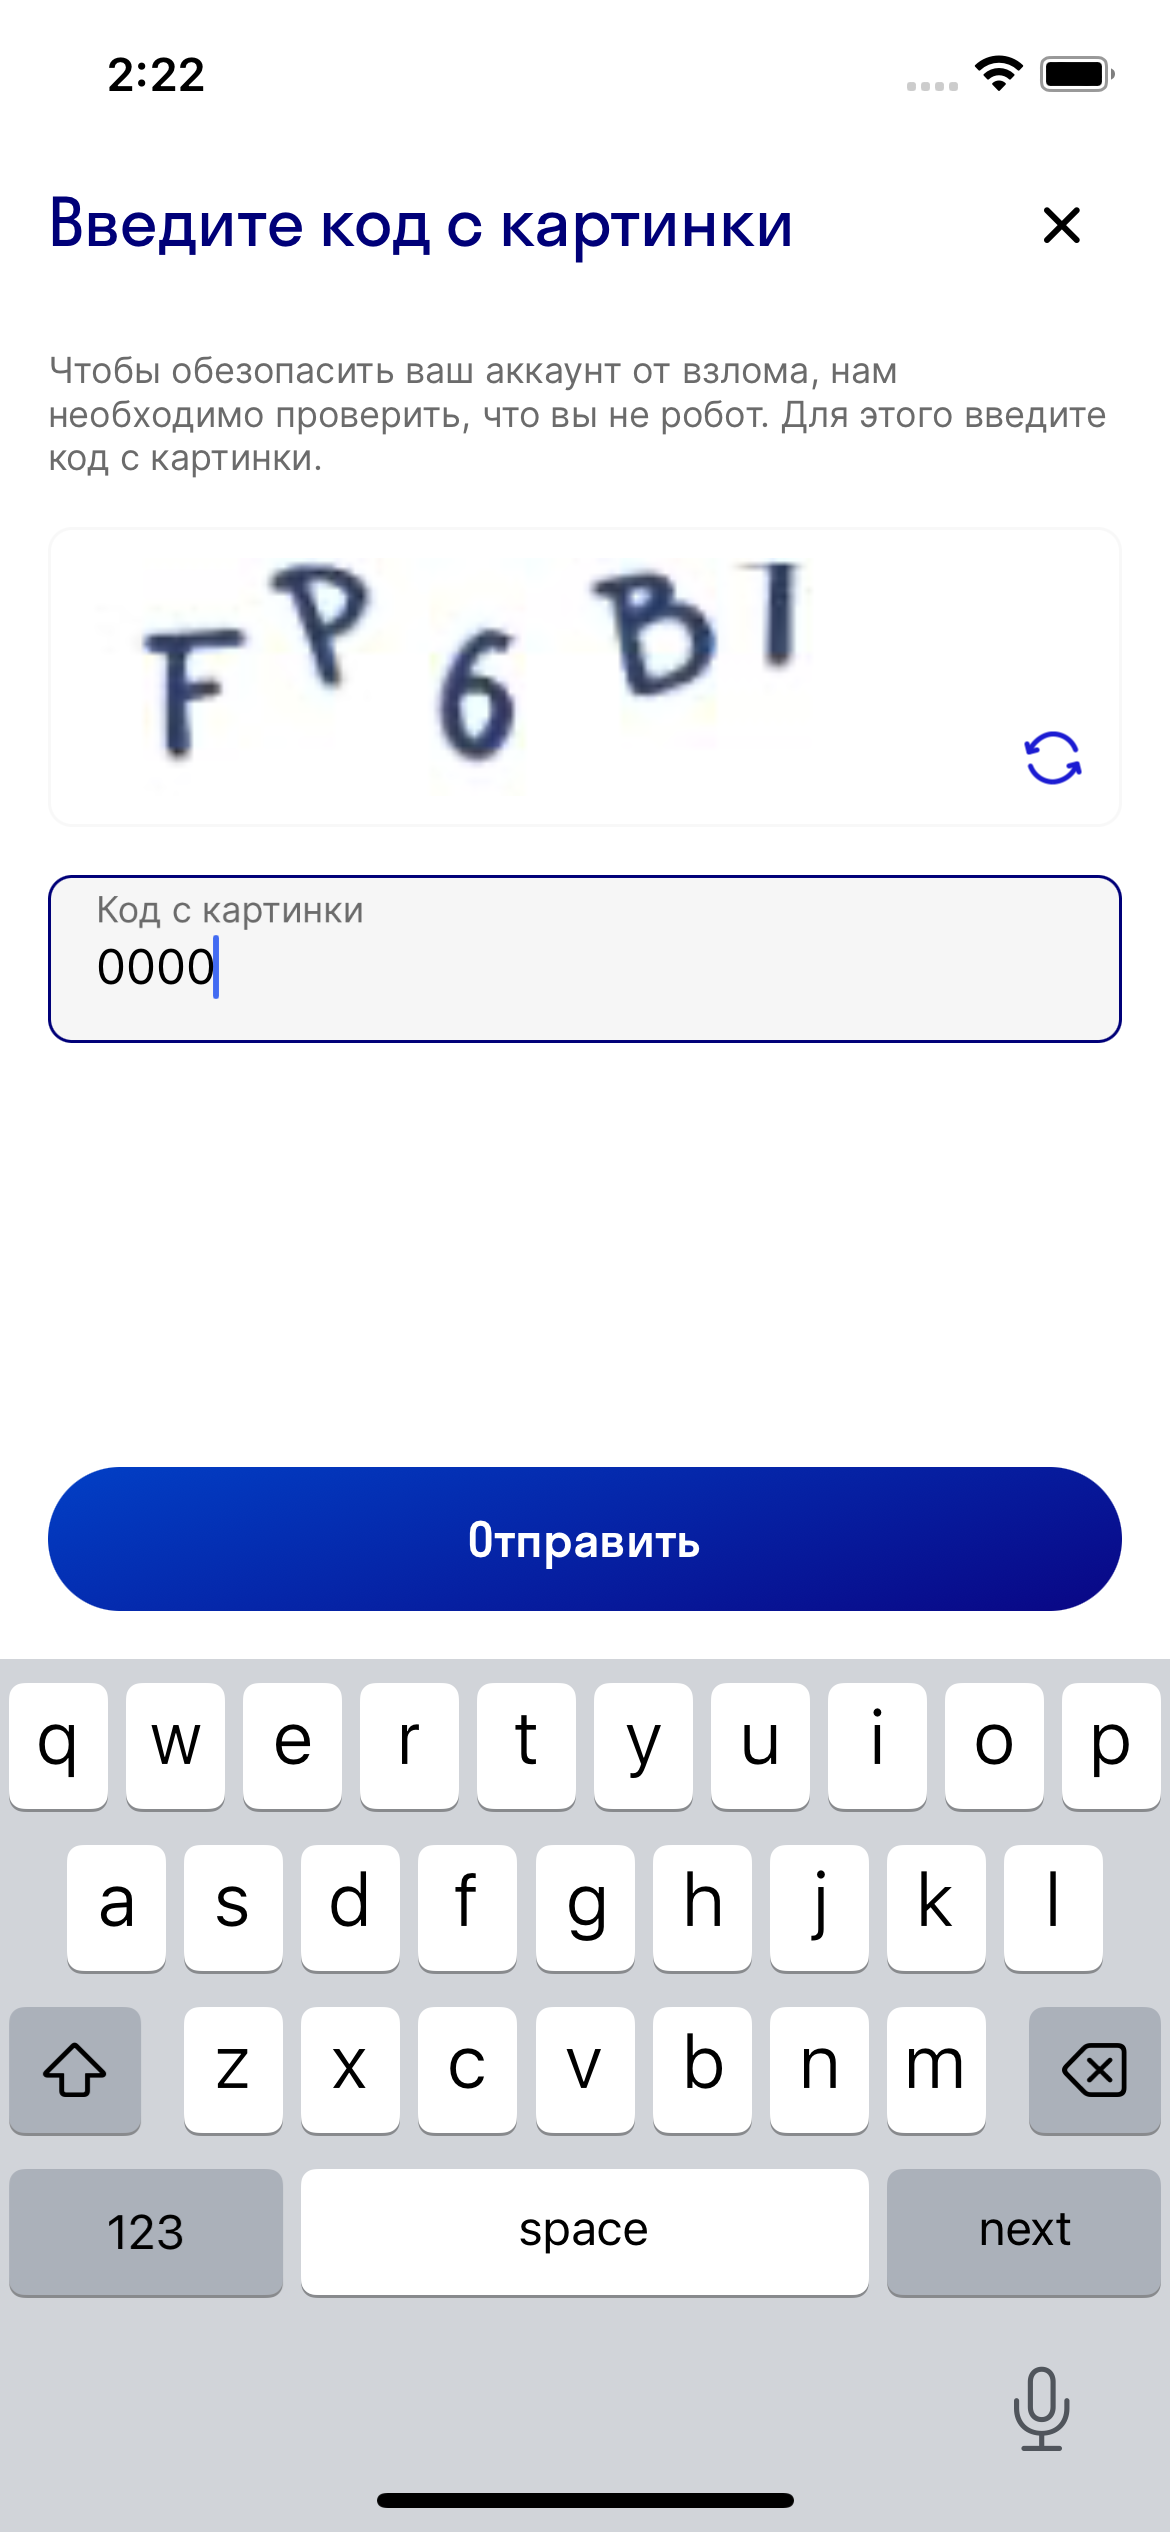 2:22
Введите код с картинки
Чтобы обезопасить ваш аккаунт от взлома, нам
необходимо проверить, что вы не робот. Для этого введите
код с картинки.
Код с картинки
0000
Отправить
q w e r t y u i o p
a s d f g h j k l
z x c v b n m
123 space next